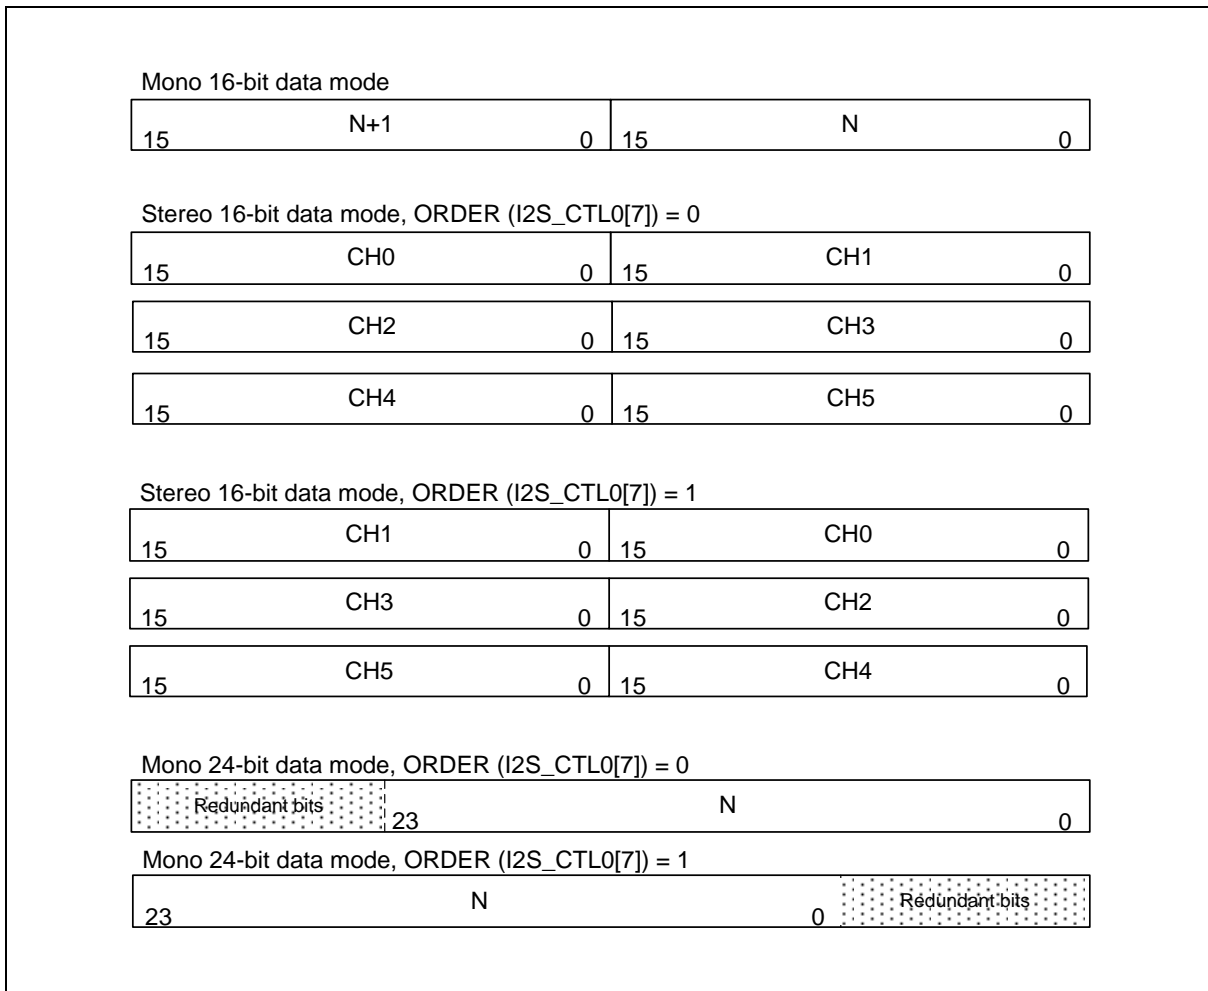 Mono 16-bit data mode
15 N+1 0 15 N 0
Stereo 16-bit data mode, ORDER (I2S_CTL0[7]) = 0
15 CH0 0 15 CH1 0
15 CH2 0 15 CH3 0
15 CH4 0 15 CH5 0
Stereo 16-bit data mode, ORDER (I2S_CTL0[7]) = 1
15 CH1 0 15 CH0 0
15 CH3 0 15 CH2 0
15 CH5 0 15 CH4 0
Mono 24-bit data mode, ORDER (I2S_CTL0[7]) = 0
Redundant bits 23 N 0
Mono 24-bit data mode, ORDER (I2S_CTL0[7]) = 1
23 N 0 Redundant bits